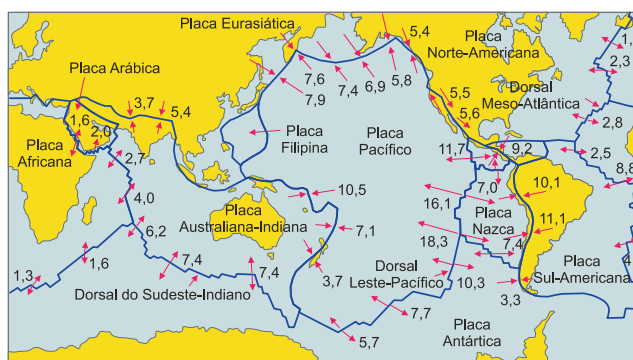 Placa Eurasiática
5,4
Placa
Norte-Americana
1,
2,3
Placa Arábica
7,6
7,4
6,9
5,8
Dorsal
Meso-Atlântica
3,7
5,4
7,9
5,5
5,6
1,6
2,0
Placa
Africana
Placa
Filipina
Placa
Pacífico
2,8
2,7
11,7
9,2
2,5
8,8
4,0
10,5
7,0
16,1
10,1
6,2
Placa
Australiana-Indiana
7,1
18,3
Placa
Nazca
11,1
7,4
1,3
1,6
7,4
7,4
3,7
Dorsal
Leste-Pacífico
10,3
Placa
Sul-Americana
4
Dorsal do Sudeste-Indiano
3,3
7,7
5,7
Placa
Antártica